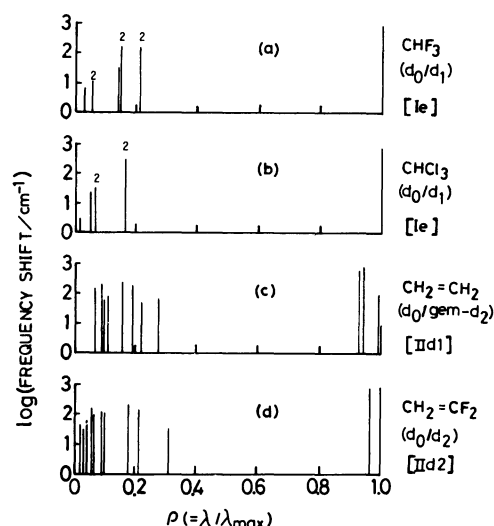 log(FREQUENCY SHIFT/cm⁻¹)
3
2
1
0
2
2
2
(a)
CHF₃
(d₀/d₁)
[Ie]
3
2
1
0
2
2
(b)
CHCl₃
(d₀/d₁)
[Ie]
3
2
1
0
(c)
CH₂=CH₂
(d₀/gem-d₂)
[IId1]
3
2
1
0
(d)
CH₂=CF₂
(d₀/d₂)
[IId2]
0 0.2 0.4 0.6 0.8 1.0
ρ(=λ/λmax)